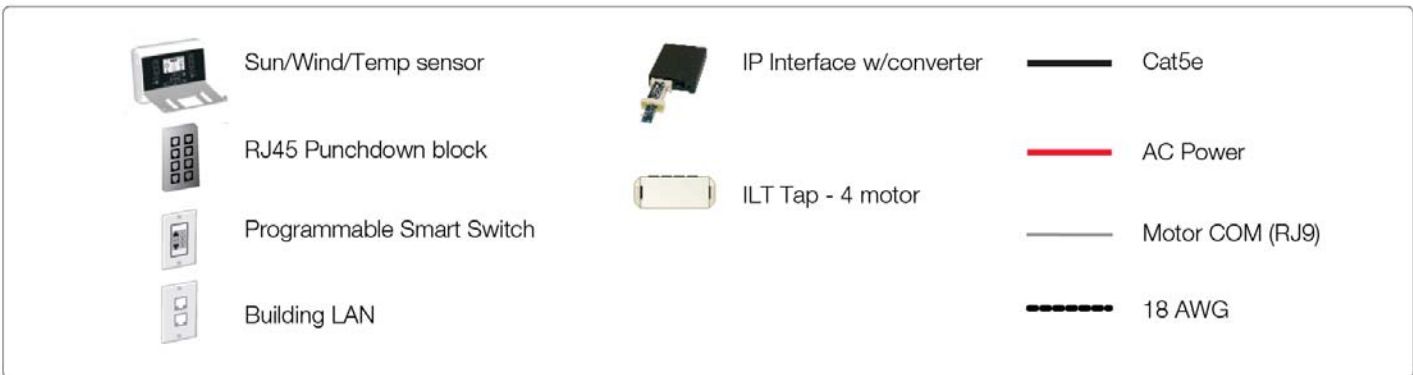 Sun/Wind/Temp sensor
RJ45 Punchdown block
Programmable Smart Switch
Building LAN
IP Interface w/converter
ILT Tap - 4 motor
Cat5e
AC Power
Motor COM (RJ9)
18 AWG